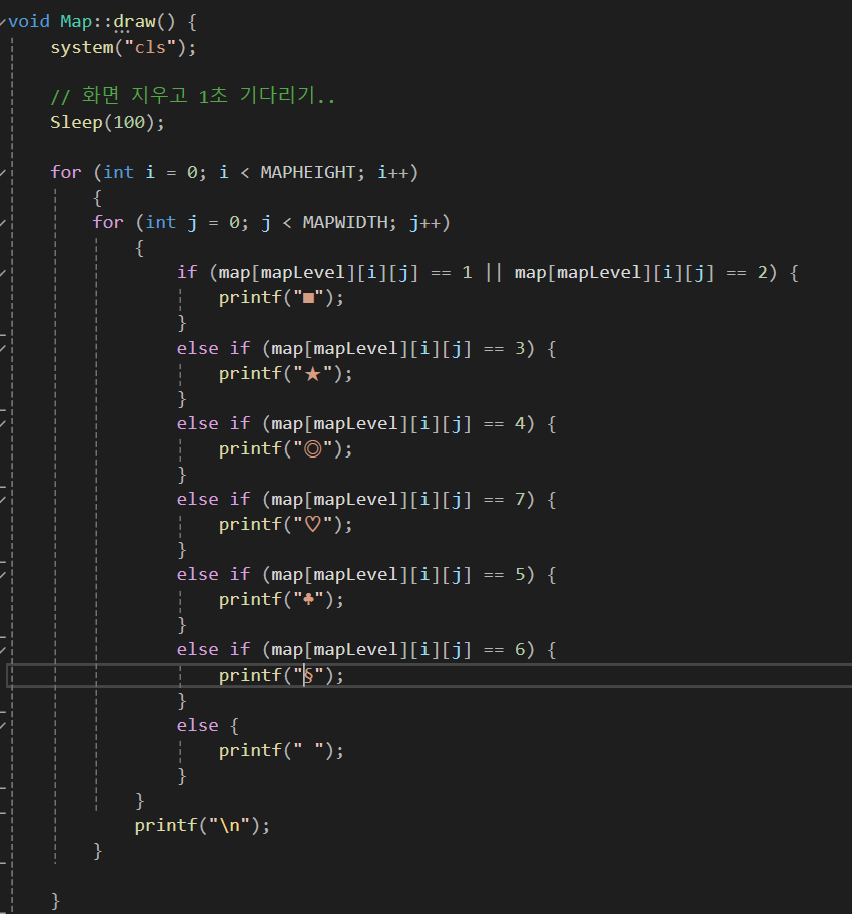 void Map::draw() {
    system("cls");

    // 화면 지우고 1초 기다리기..
    Sleep(100);

    for (int i = 0; i < MAPHEIGHT; i++)
        {
        for (int j = 0; j < MAPWIDTH; j++)
            {
                if (map[mapLevel][i][j] == 1 || map[mapLevel][i][j] == 2) {
                    printf("■");
                }
                else if (map[mapLevel][i][j] == 3) {
                    printf("★");
                }
                else if (map[mapLevel][i][j] == 4) {
                    printf("◎");
                }
                else if (map[mapLevel][i][j] == 7) {
                    printf("♡");
                }
                else if (map[mapLevel][i][j] == 5) {
                    printf("♣");
                }
                else if (map[mapLevel][i][j] == 6) {
                    printf("§");
                }
                else {
                    printf(" ");
                }
            }
            printf("\n");
        }

    }